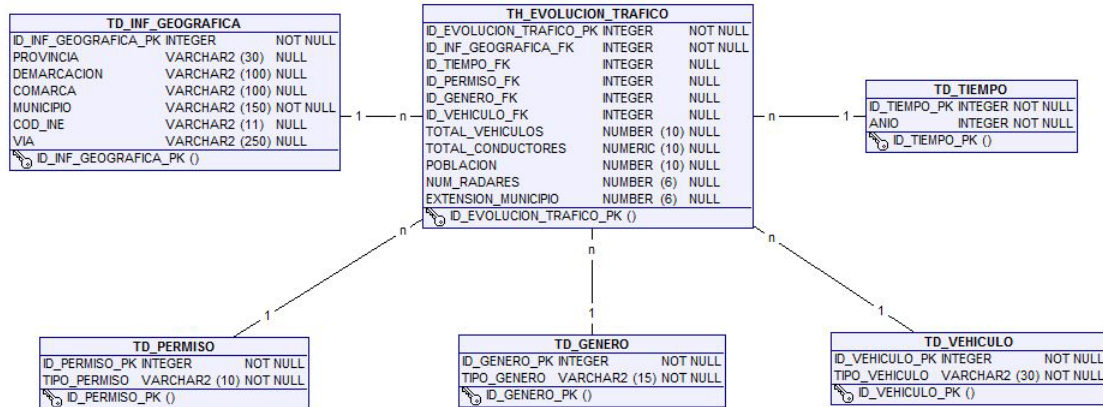 TD_INF_GEOGRAFICA
ID_INF_GEOGRAFICA_PK INTEGER NOT NULL
PROVINCIA VARCHAR2 (30) NULL
DEMARCACION VARCHAR2 (100) NULL
COMARCA VARCHAR2 (100) NULL
MUNICIPIO VARCHAR2 (150) NOT NULL
COD_INE VARCHAR2 (11) NULL
VIA VARCHAR2 (250) NULL
ID_INF_GEOGRAFICA_PK ()
1
n
TH_EVOLUCION_TRAFICO
ID_EVOLUCION_TRAFICO_PK INTEGER NOT NULL
ID_INF_GEOGRAFICA_FK INTEGER NOT NULL
ID_TIEMPO_FK INTEGER NULL
ID_PERMISO_FK INTEGER NULL
ID_GENERO_FK INTEGER NULL
ID_VEHICULO_FK INTEGER NULL
TOTAL_VEHICULOS NUMBER (10) NULL
TOTAL_CONDUCTORES NUMERIC (10) NULL
POBLACION NUMBER (10) NULL
NUM_RADARES NUMBER (6) NULL
EXTENSION_MUNICIPIO NUMBER (6) NULL
ID_EVOLUCION_TRAFICO_PK ()
n
1
TD_TIEMPO
ID_TIEMPO_PK INTEGER NOT NULL
ANIO INTEGER NOT NULL
ID_TIEMPO_PK ()
n
n
n
1
1
1
TD_PERMISO
ID_PERMISO_PK INTEGER NOT NULL
TIPO_PERMISO VARCHAR2 (10) NOT NULL
ID_PERMISO_PK ()
TD_GENERO
ID_GENERO_PK INTEGER NOT NULL
TIPO_GENERO VARCHAR2 (15) NOT NULL
ID_GENERO_PK ()
TD_VEHICULO
ID_VEHICULO_PK INTEGER NOT NULL
TIPO_VEHICULO VARCHAR2 (30) NOT NULL
ID_VEHICULO_PK ()